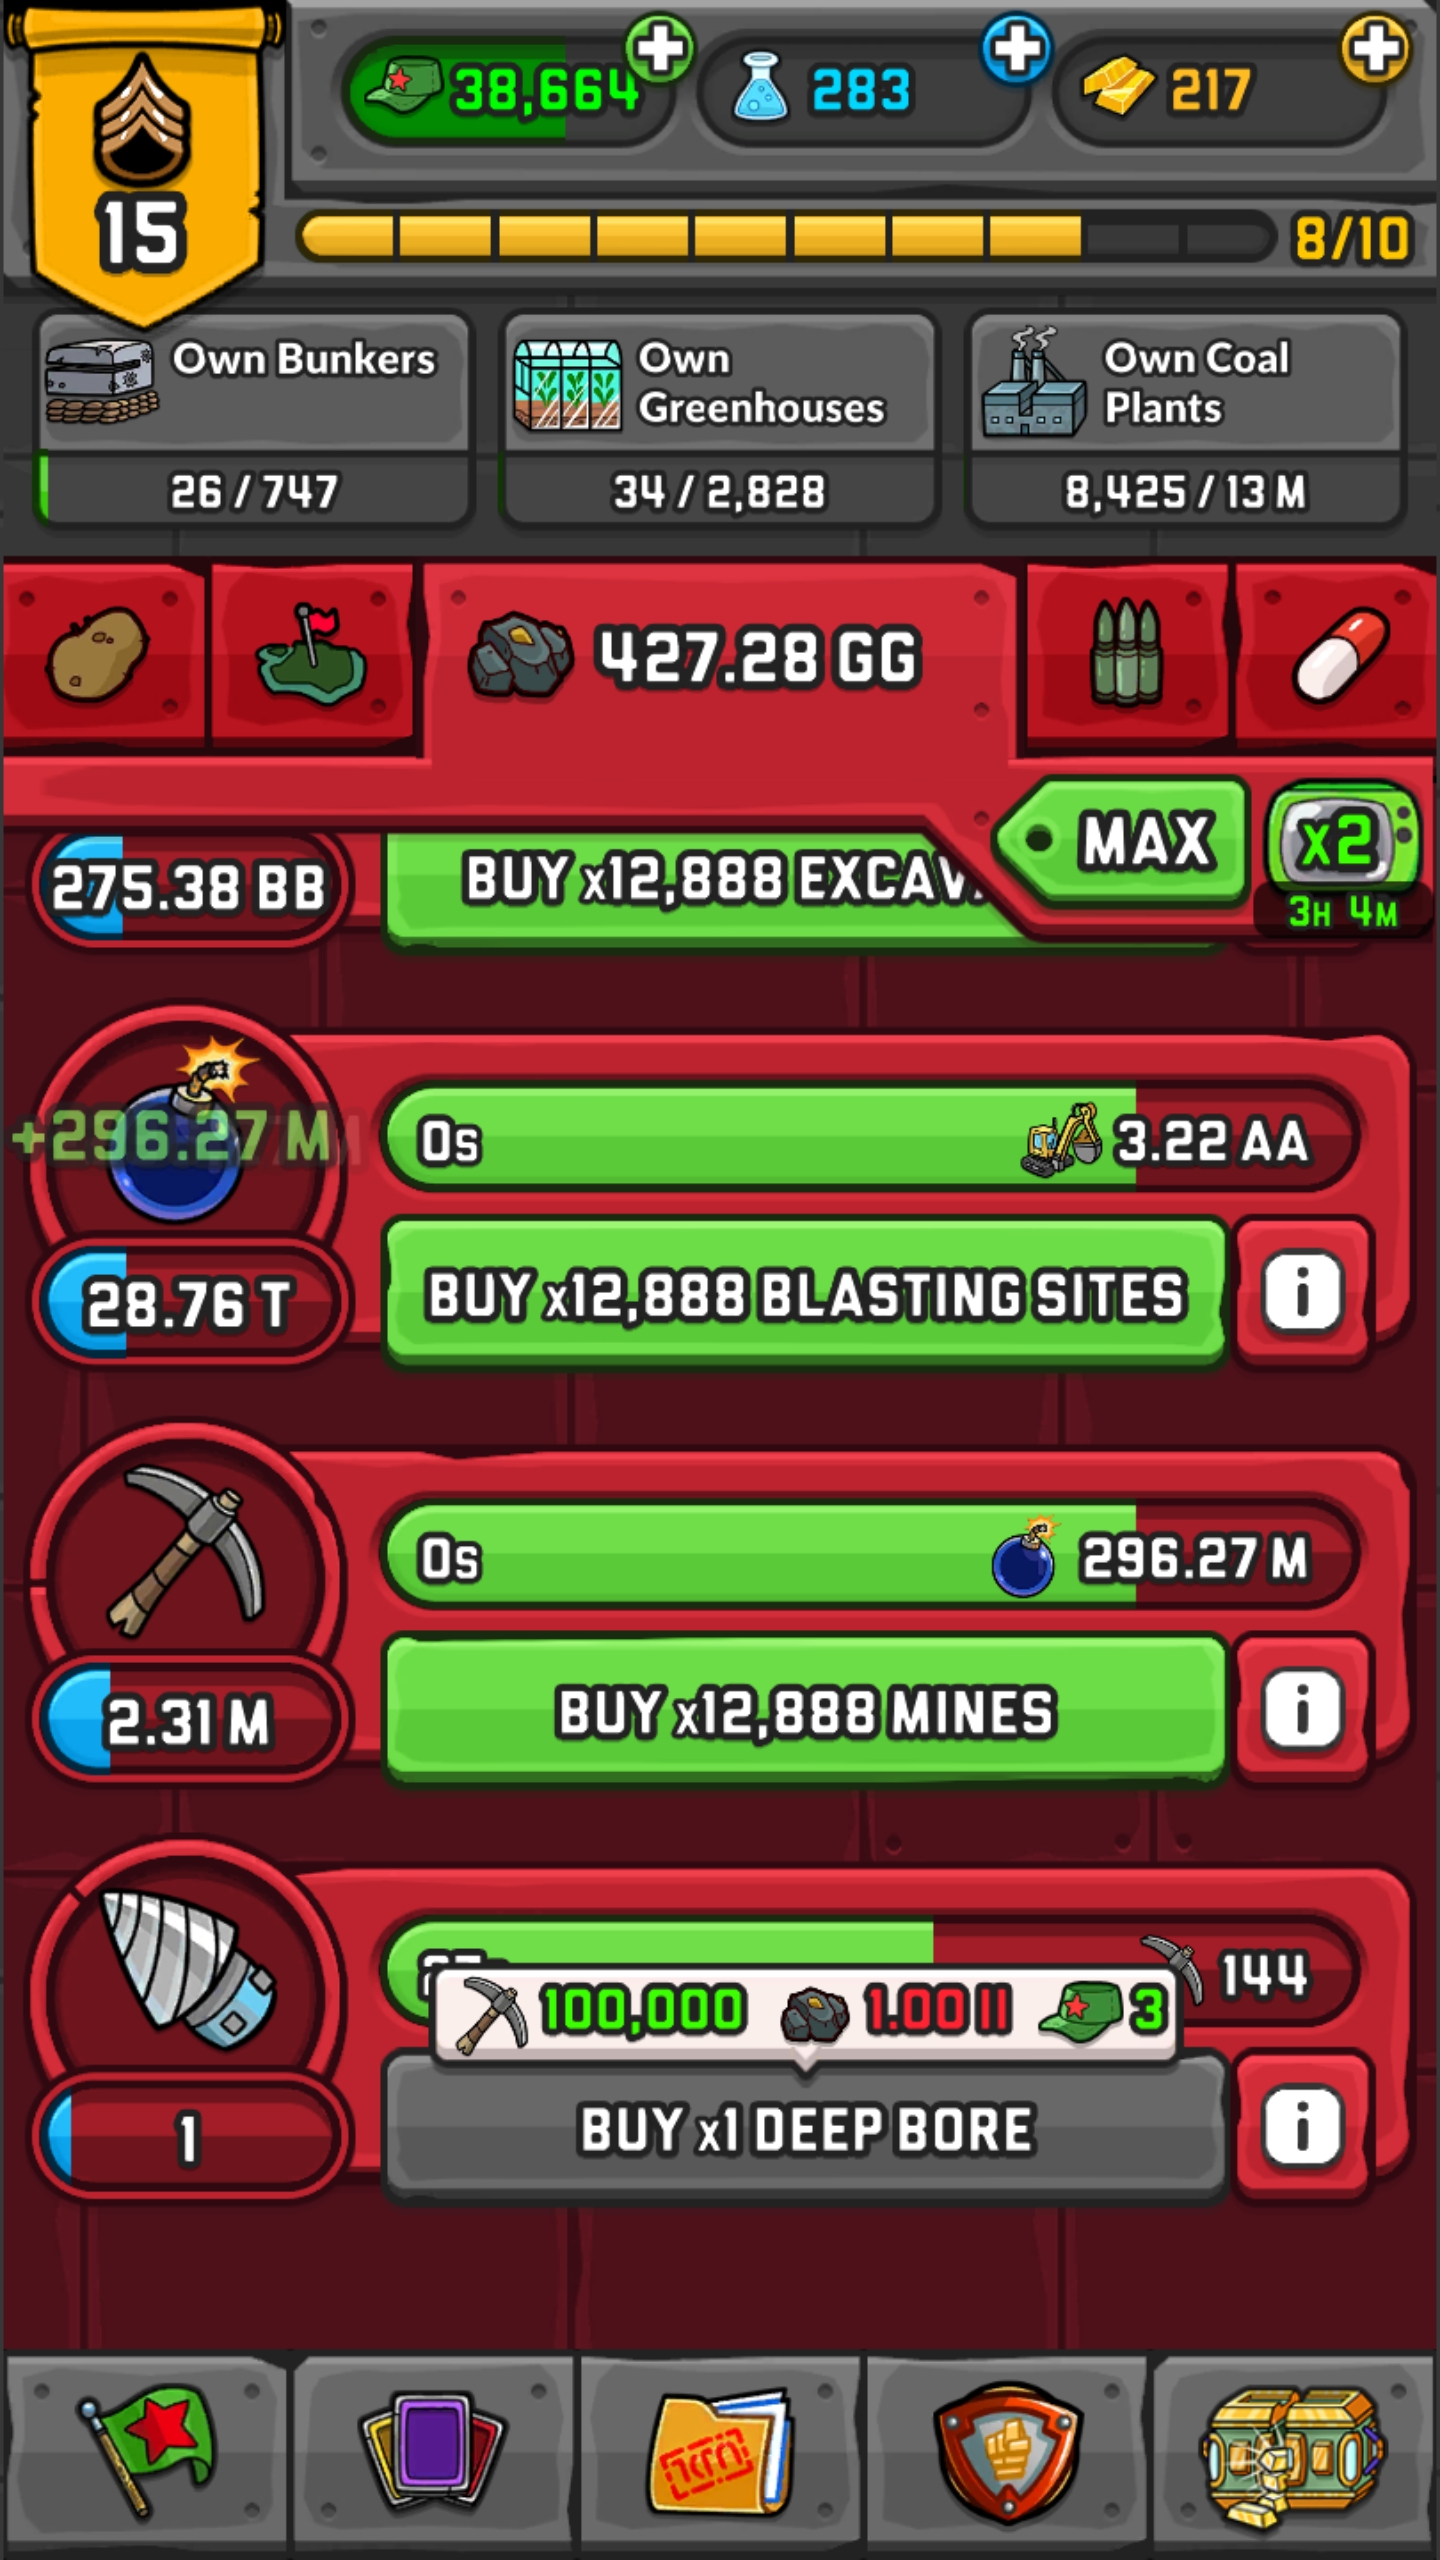 38,664
283
217
15
8/10
Own Bunkers
26 / 747
Own
Greenhouses
34 / 2,828
Own Coal
Plants
8,425 / 13 M
427.28 GG
MAX
x2
3H 4M
275.38 BB
BUY x12,888
+296.27 M
0s
3.22 AA
28.76 T
BUY x12,888 BLASTING SITES
i
0s
296.27 M
2.31 M
BUY x12,888 MINES
i
144
100,000
1.00 II
3
1
BUY x1 DEEP BORE
i